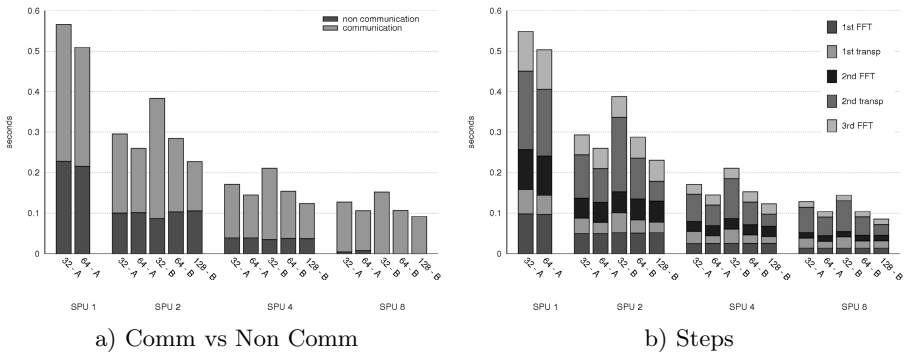 0.6
0.5
0.4
0.3
0.2
0.1
0
seconds
non communication
communication
32 - A
64 - A
32 - A
64 - A
32 - B
64 - B
128 - B
32 - A
64 - A
32 - B
64 - B
128 - B
32 - A
64 - A
32 - B
64 - B
128 - B
SPU 1
SPU 2
SPU 4
SPU 8
a) Comm vs Non Comm
0.6
0.5
0.4
0.3
0.2
0.1
0
seconds
1st FFT
1st transp
2nd FFT
2nd transp
3rd FFT
32 - A
64 - A
32 - A
64 - A
32 - B
64 - B
128 - B
32 - A
64 - A
32 - B
64 - B
128 - B
32 - A
64 - A
32 - B
64 - B
128 - B
SPU 1
SPU 2
SPU 4
SPU 8
b) Steps